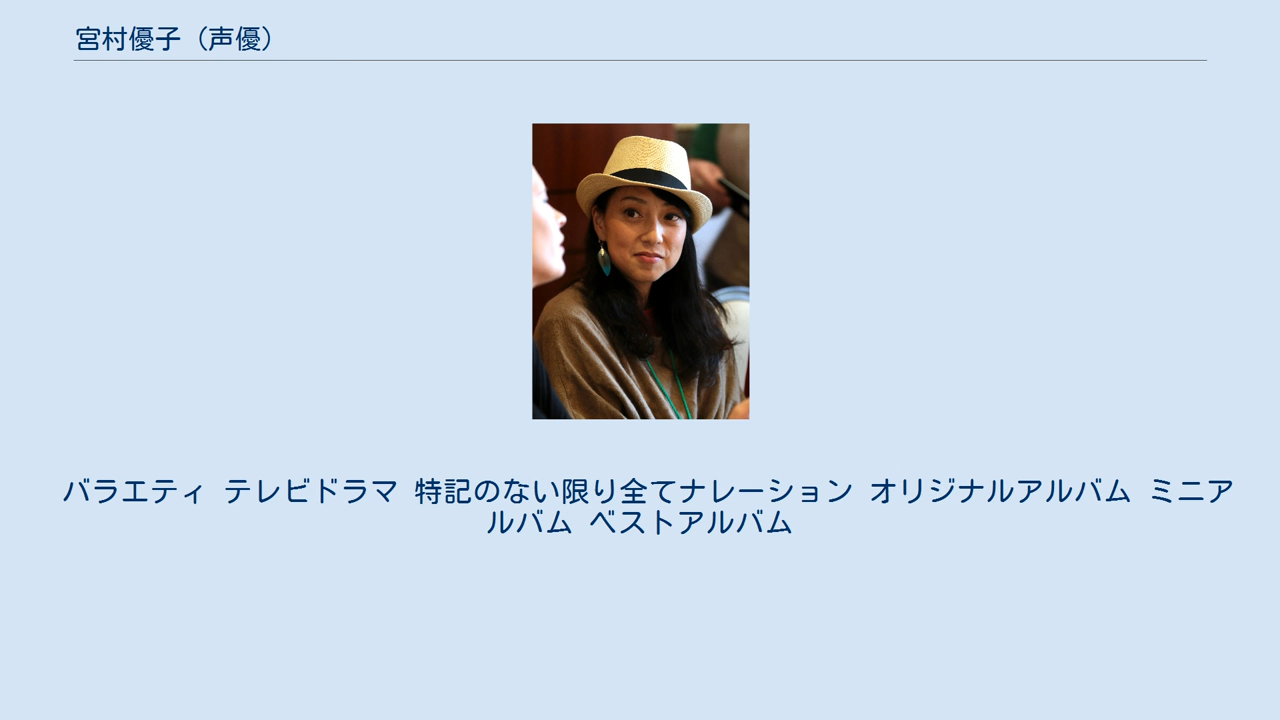 宮村優子（声優）
バラエティ テレビドラマ 特記のない限り全てナレーション オリジナルアルバム ミニア
ルバム ベストアルバム